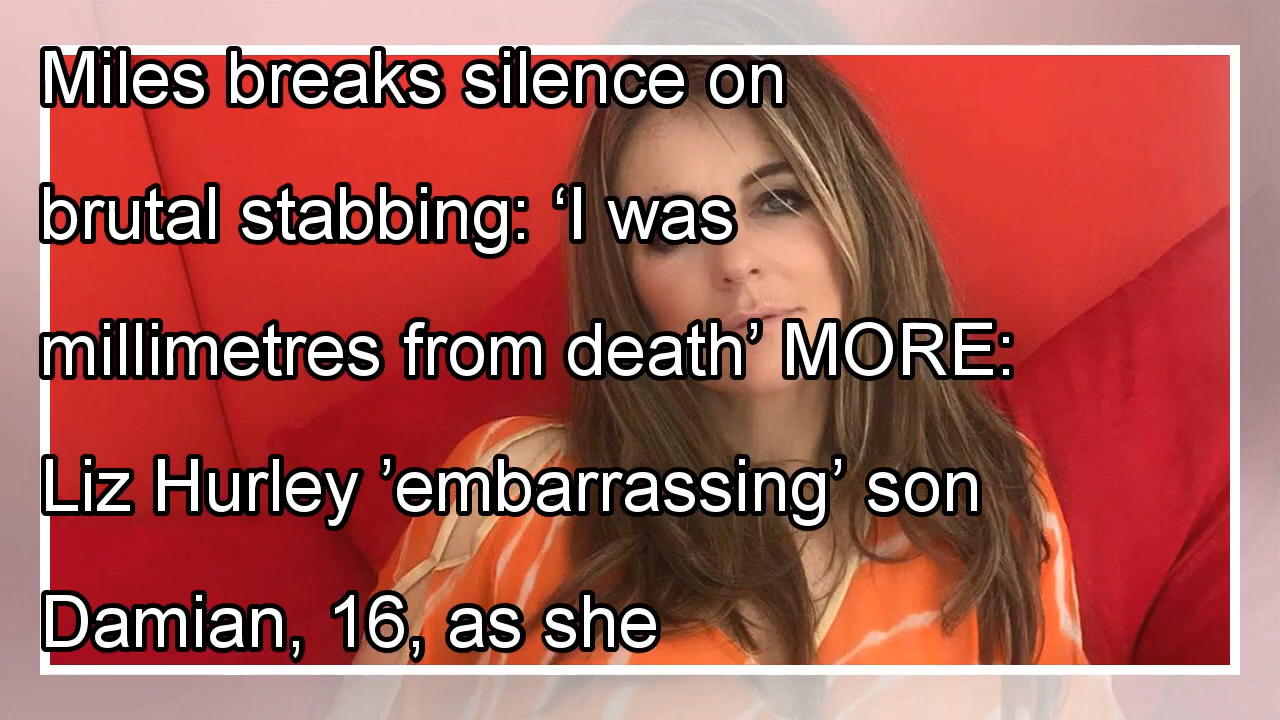 Miles breaks silence on
brutal stabbing: ‘I was
millimetres from death’ MORE:
Liz Hurley ’embarrassing’ son
Damian, 16, as she